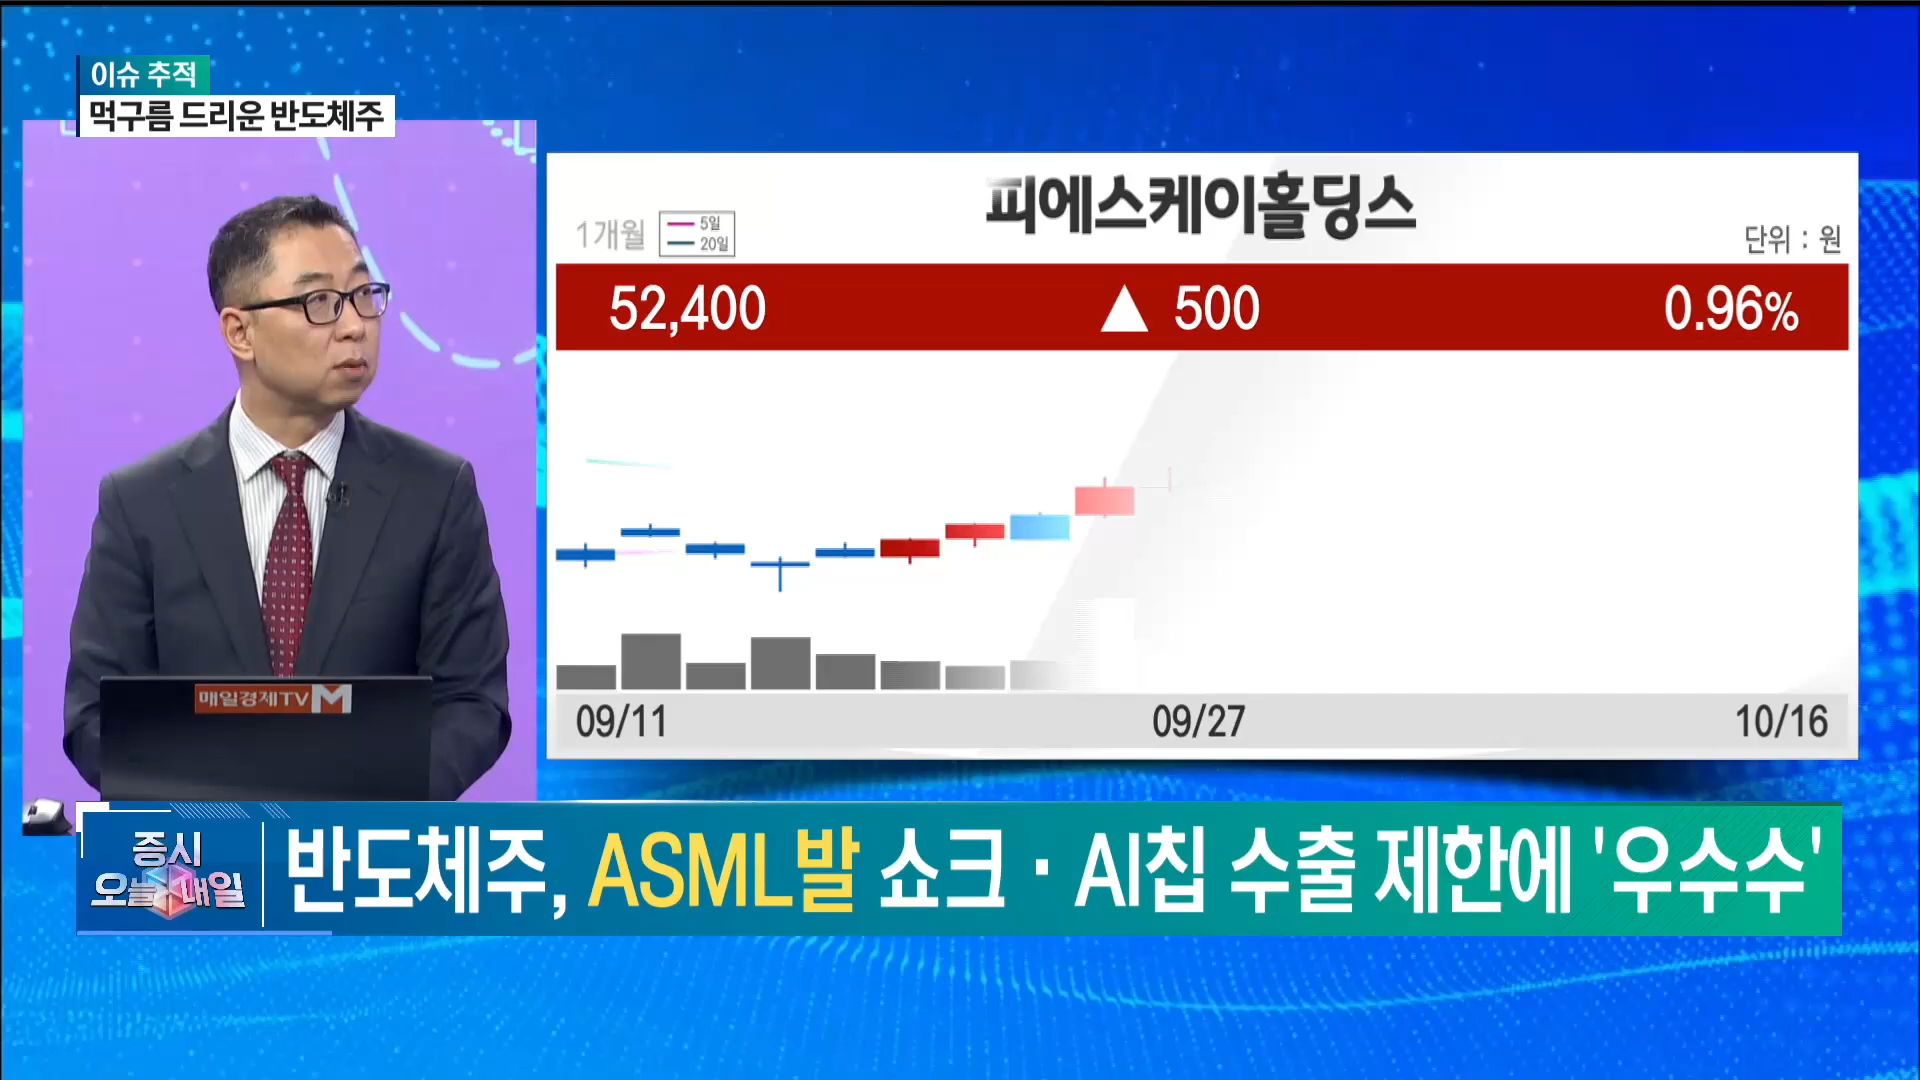 이슈 추적
먹구름 드리운 반도체주
피에스케이홀딩스
1개월
5일
20일
단위 : 원
52,400 ▲ 500 0.96%
09/11 09/27 10/16
매일경제TV M
증시
오늘 매일
반도체주, ASML발 쇼크·AI칩 수출 제한에 '우수수'